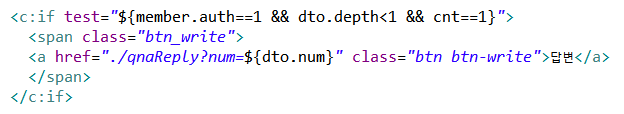 <c:if test="${member.auth==1 && dto.depth<1 && cnt==1}">
<span class="btn_write">
<a href="./qnaReply?num=${dto.num}" class="btn btn-write">답변</a>
</span>
</c:if>